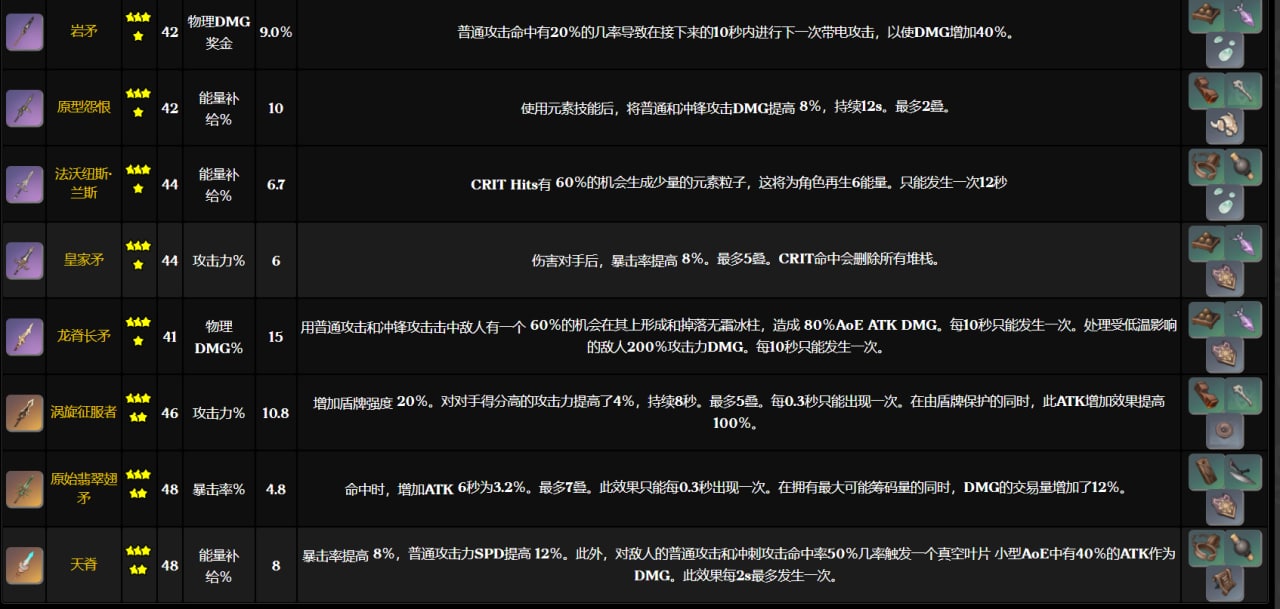 岩矛
42
物理DMG
奖金
9.0%
普通攻击命中有20%的几率导致在接下来的10秒内进行下一次带电攻击，以使DMG增加40%。
原型怨恨
42
能量补
给%
10
使用元素技能后，将普通和冲锋攻击DMG提高 8%，持续12s。最多2叠。
法沃纽斯·
兰斯
44
能量补
给%
6.7
CRIT Hits有 60%的机会生成少量的元素粒子，这将为角色再生6能量。只能发生一次12秒
皇家矛
44
攻击力%
6
伤害对手后，暴击率提高 8%。最多5叠。CRIT命中会删除所有堆栈。
龙脊长矛
41
物理
DMG%
15
用普通攻击和冲锋攻击击中敌人有一个 60%的机会在其上形成和掉落无霜冰柱，造成 80%AoE ATK DMG。每10秒只能发生一次。处理受低温影响
的敌人200%攻击力DMG。每10秒只能发生一次。
涡旋征服者
46
攻击力%
10.8
增加盾牌强度 20%。对对手得分高的攻击力提高了4%，持续8秒。最多5叠。每0.3秒只能出现一次。在由盾牌保护的同时，此ATK增加效果提高
100%。
原始翡翠翅
矛
48
暴击率%
4.8
命中时，增加ATK 6秒为3.2%。最多7叠。此效果只能每0.3秒出现一次。在拥有最大可能筹码量的同时，DMG的交易量增加了12%。
天脊
48
能量补
给%
8
暴击率提高 8%，普通攻击力SPD提高 12%。此外，对敌人的普通攻击和冲刺攻击命中率50%几率触发一个真空叶片 小型AoE中有40%的ATK作为
DMG。此效果每2s最多发生一次。